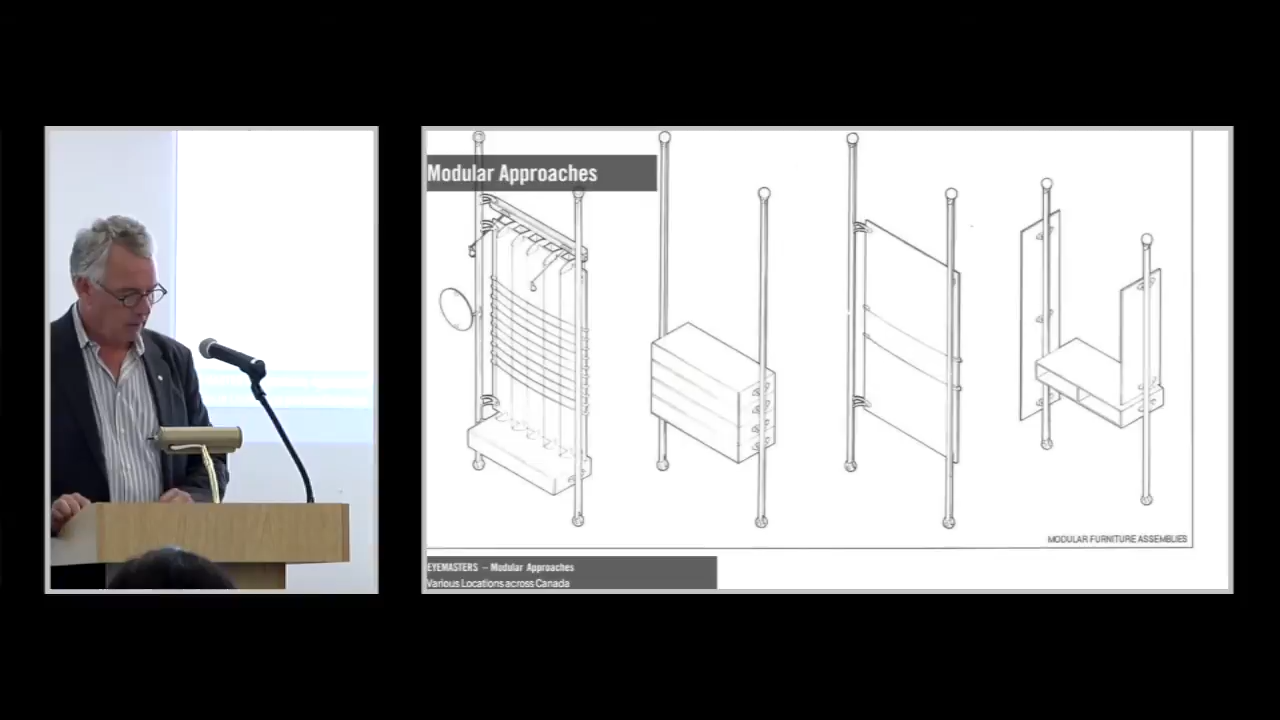 Modular Approaches
MODULAR FURNITURE ASSEMBLIES
EYEMASTERS – Modular Approaches
Various Locations across Canada